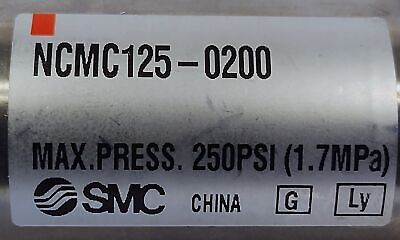 NCMC125-0200
MAX.PRESS. 250PSI (1.7MPa)
SMC CHINA G Ly